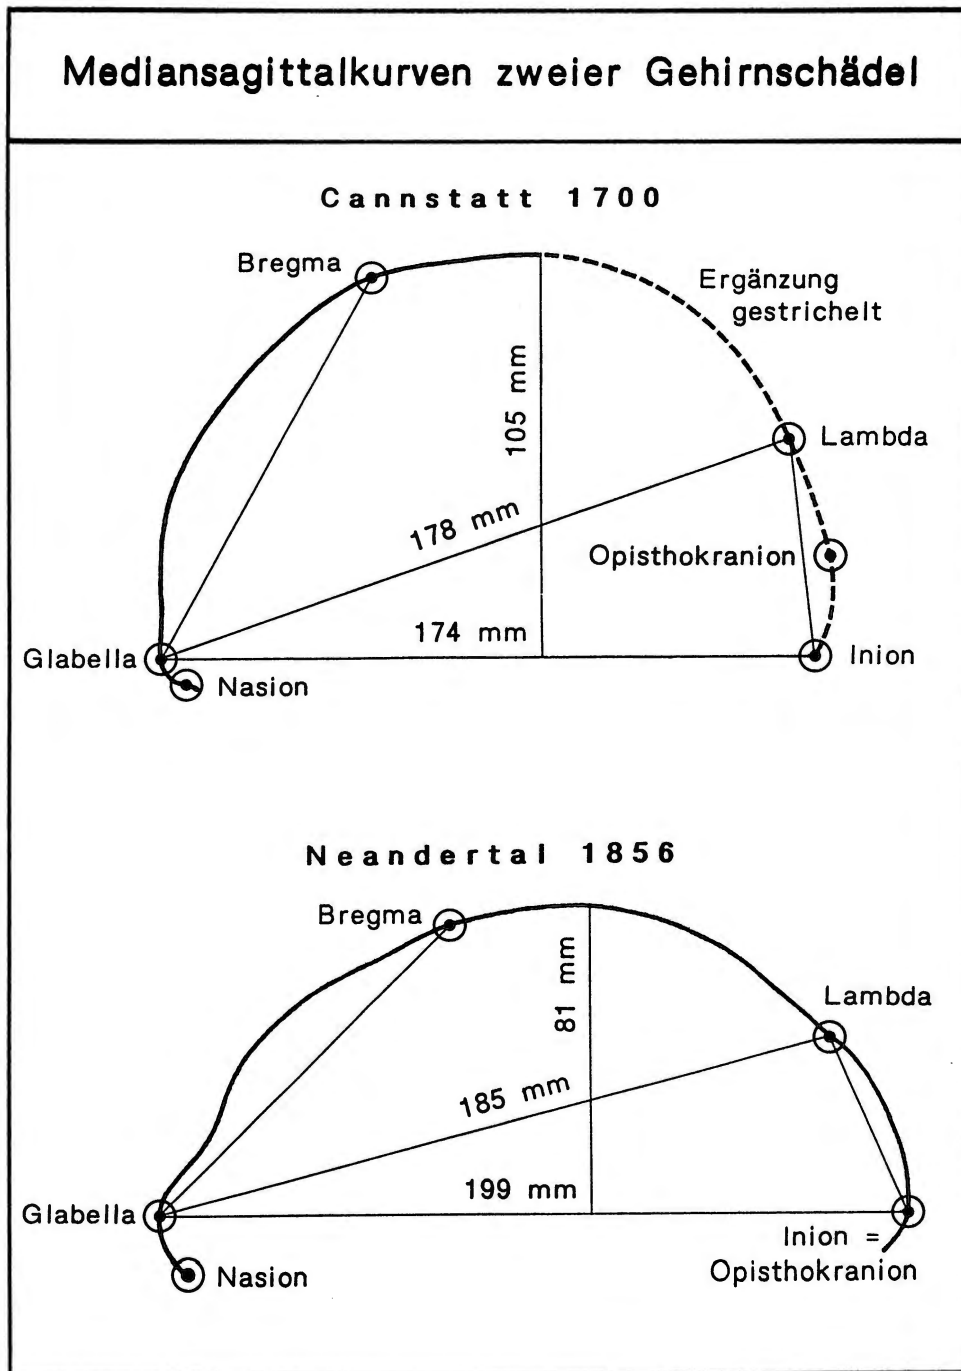 Mediansagittalkurven zweier Gehirnschädel
Cannstatt 1700
Bregma
Ergänzung
gestrichelt
105 mm
Lambda
178 mm
Opisthokranion
174 mm
Glabella
Inion
Nasion
Neandertal 1856
Bregma
81 mm
Lambda
185 mm
199 mm
Glabella
Inion =
Opisthokranion
Nasion